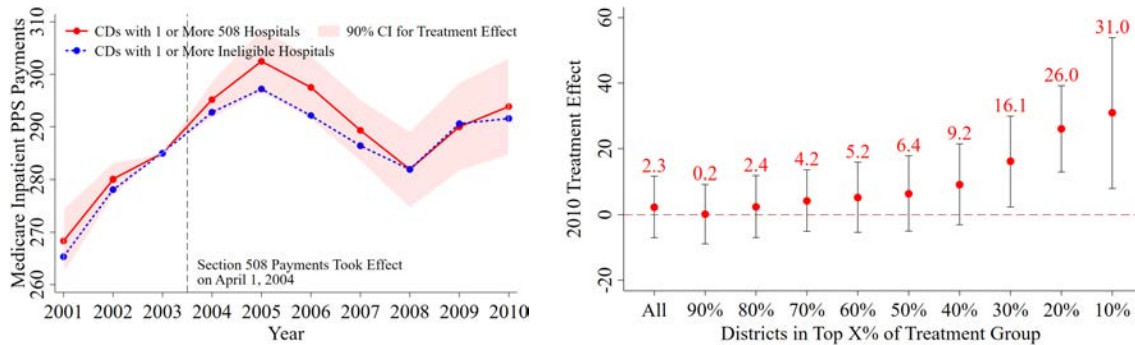 310
300
290
280
270
260
Medicare Inpatient PPS Payments
CDs with 1 or More 508 Hospitals
90% CI for Treatment Effect
CDs with 1 or More Ineligible Hospitals
Section 508 Payments Took Effect
on April 1, 2004
2001 2002 2003 2004 2005 2006 2007 2008 2009 2010
Year
60
40
20
0
-20
2010 Treatment Effect
2.3 0.2 2.4 4.2 5.2 6.4 9.2 16.1 26.0 31.0
All 90% 80% 70% 60% 50% 40% 30% 20% 10%
Districts in Top X% of Treatment Group